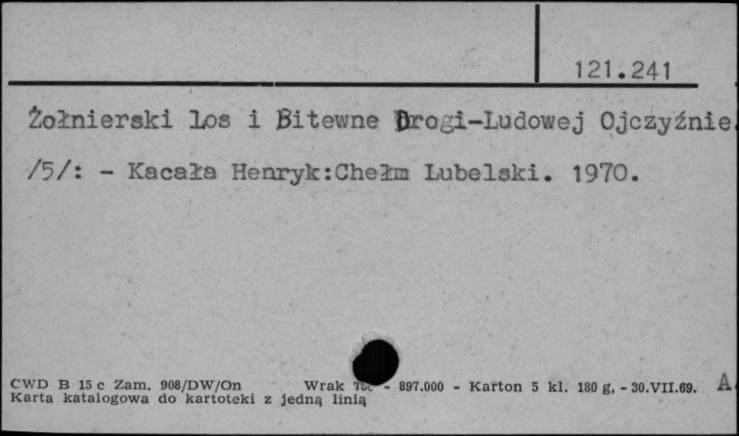 121.241
Żołnierski los i Bitewne Drogi-Ludowej Ojczyźnie.
/5/: - Kacała Henryk:Chełm Lubelski. 1970.
CWD B 15 c Zam. 908/DW/On Wrak - 897.000 - Karton 5 kl. 180 g, - 30.VII.69. A
Karta katalogowa do kartoteki z jedną linią